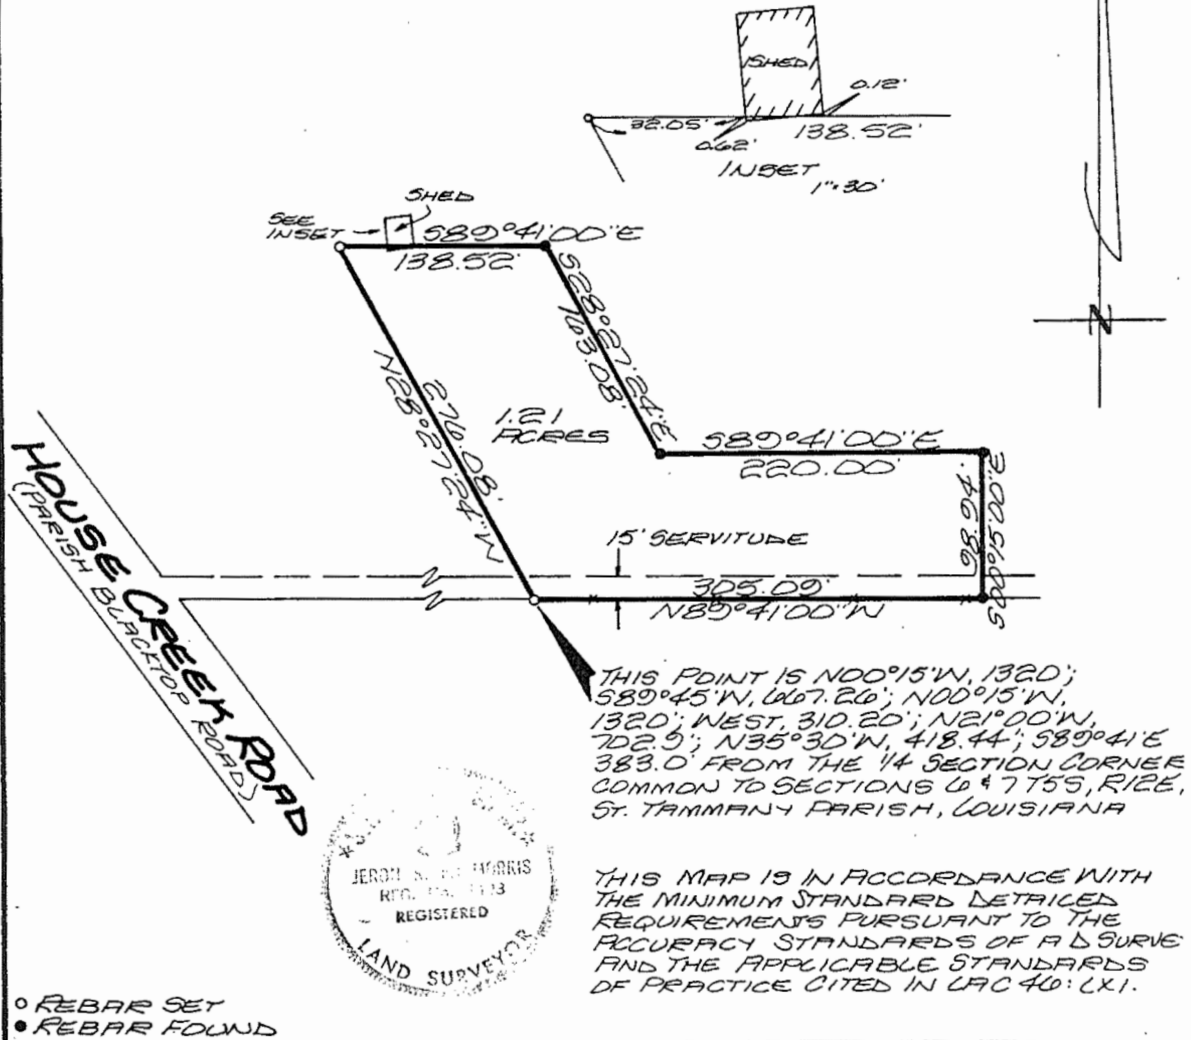 SHED
0.12'
32.05'
138.52'
0.62'
INSET
1"=30'
SHED
SEE
INSET
S89°41'00"E
138.52'
S28°27'24"E
163.08'
N
276.08'
N28°27'24"W
1.21
ACRES
S89°41'00"E
220.00'
98.94'
S00°15'00"E
HOUSE CREEK ROAD
(PARISH BLACKTOP ROAD)
15' SERVITUDE
305.09'
N89°41'00"W
THIS POINT IS N00°15'W, 1320';
S89°45'W, 667.26'; N00°15'W,
1320'; WEST, 310.20'; N21°00'W,
702.9'; N35°30'W, 418.44'; S89°41'E
383.0' FROM THE 1/4 SECTION CORNER
COMMON TO SECTIONS 6 & 7 T5S, R12E,
ST. TAMMANY PARISH, LOUISIANA
MORRIS
REG.
REGISTERED
LAND SURVEYOR
THIS MAP IS IN ACCORDANCE WITH
THE MINIMUM STANDARD DETAILED
REQUIREMENTS PURSUANT TO THE
ACCURACY STANDARDS OF A D SURVE
AND THE APPLICABLE STANDARDS
OF PRACTICE CITED IN LAC 46: LXI.
REBAR SET
REBAR FOUND